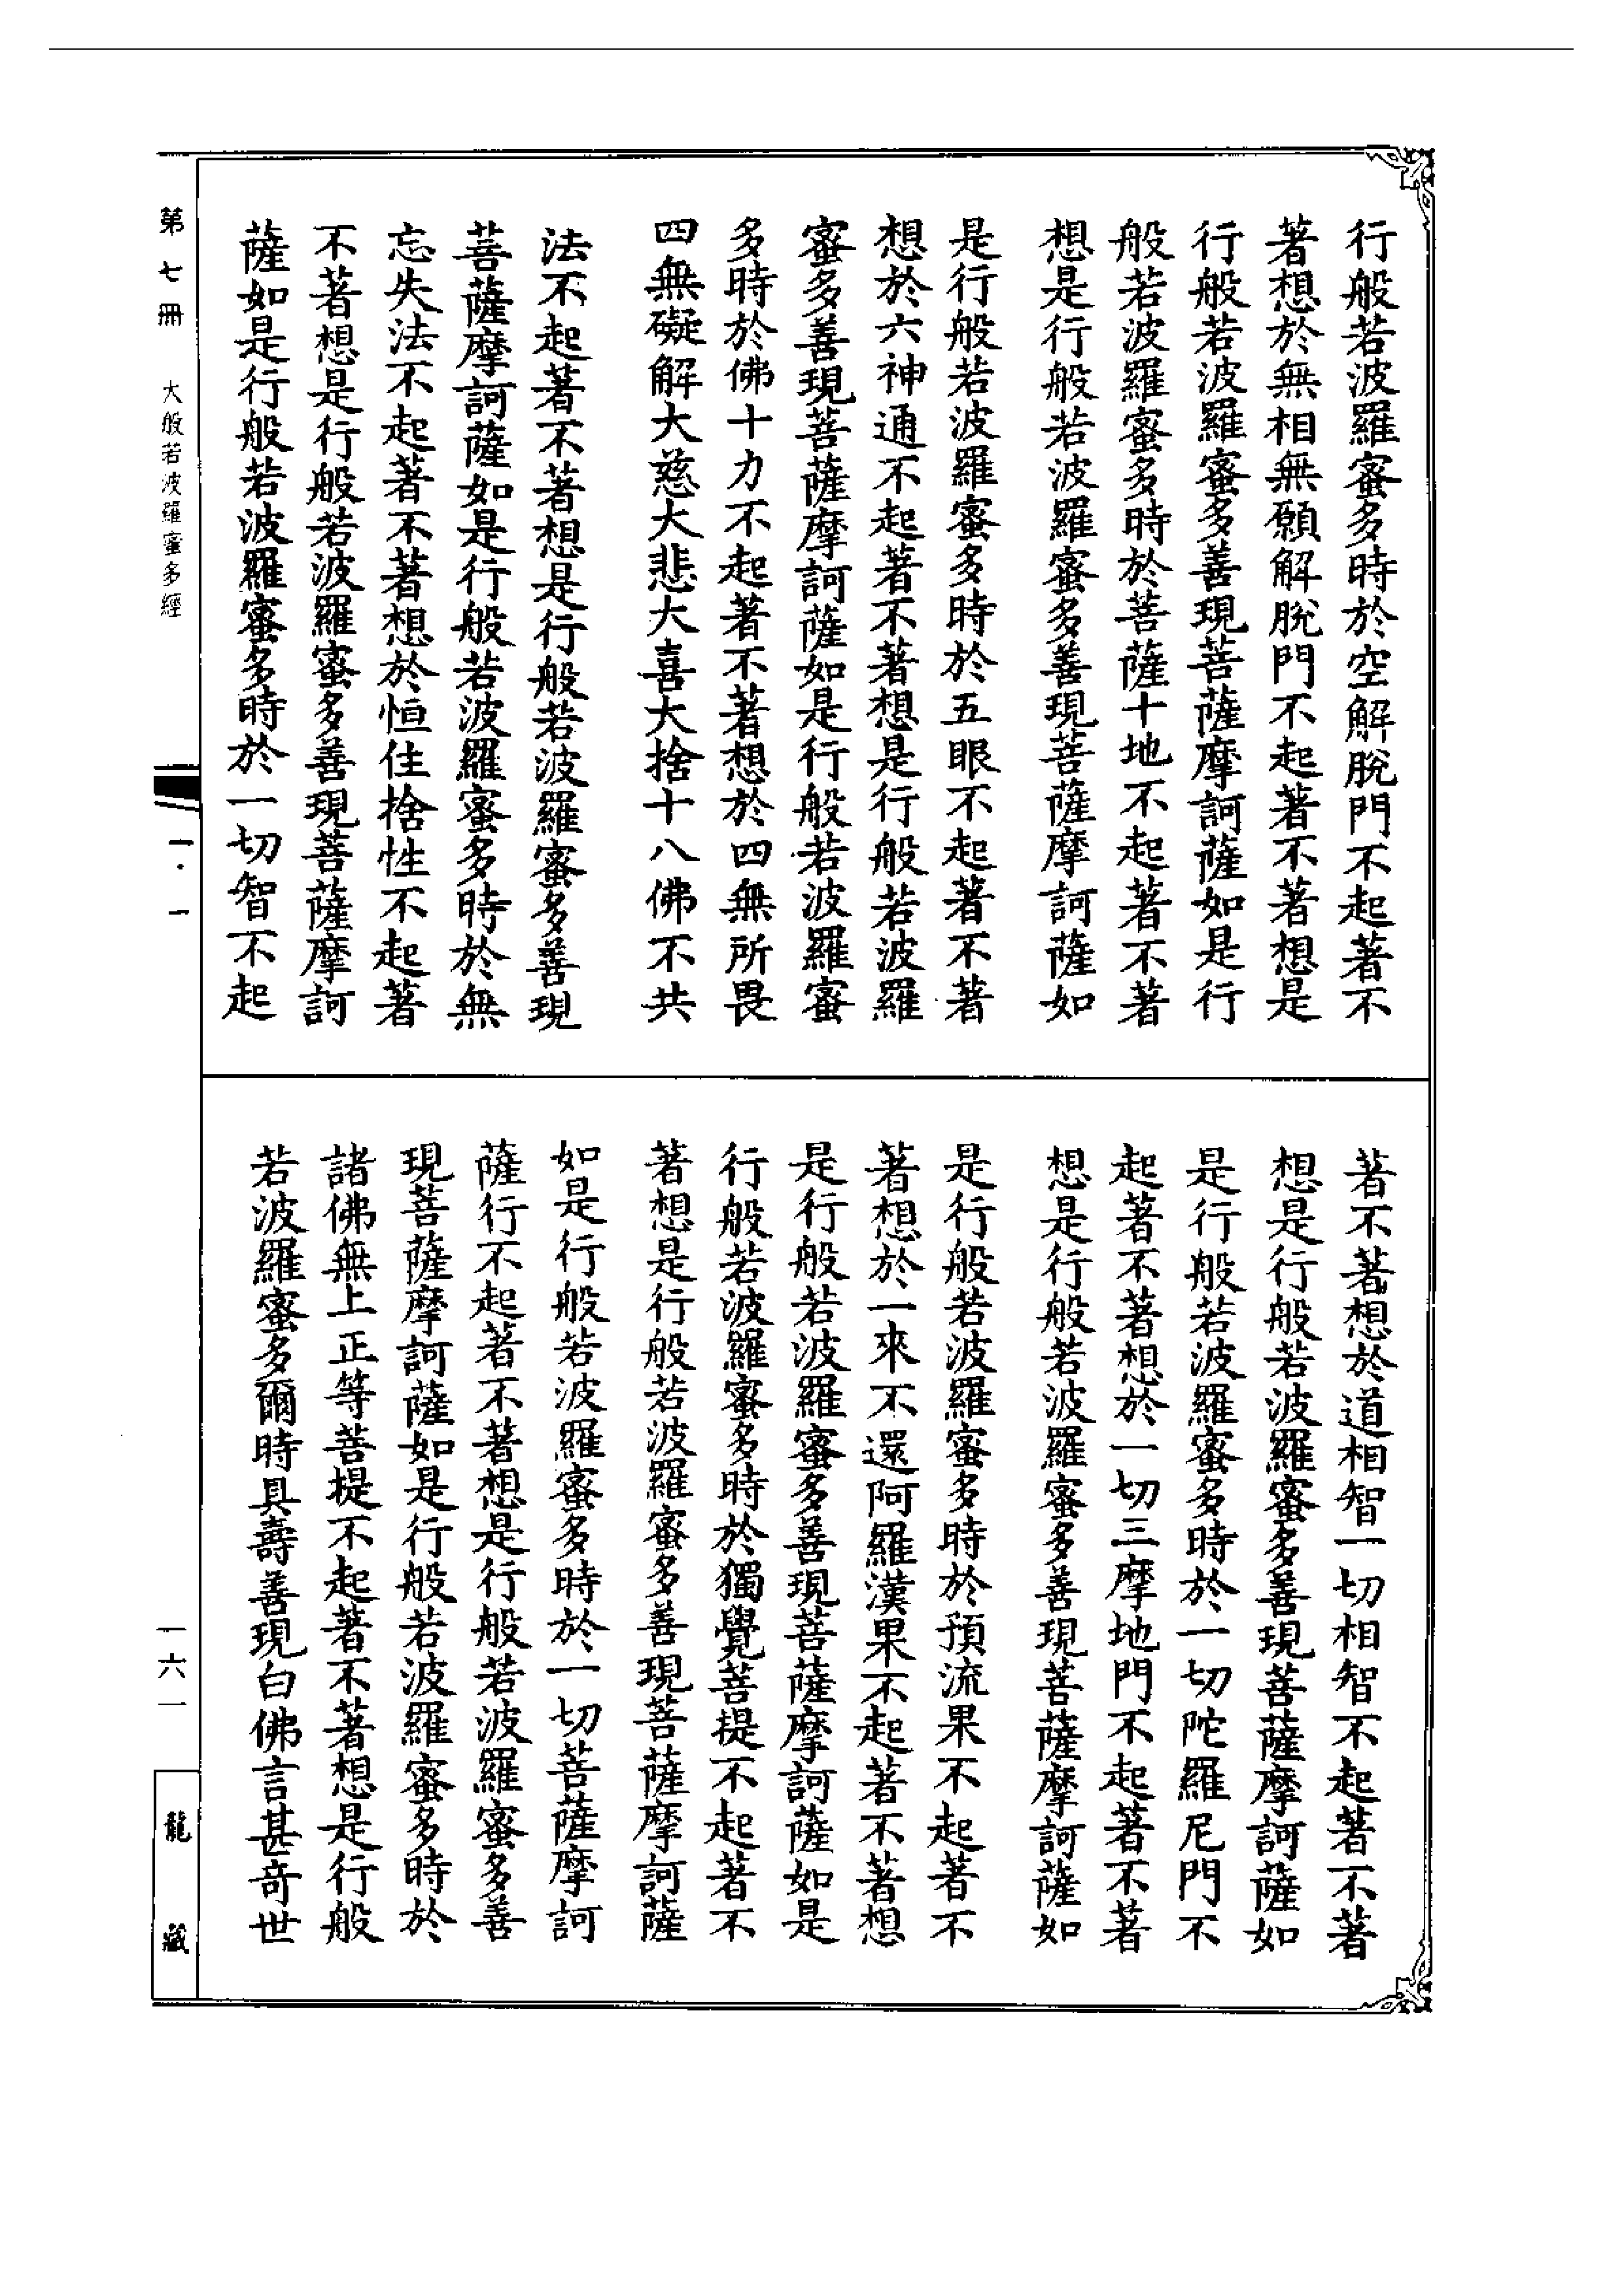 行般若波羅蜜多時於空解脫門不起著不
著想於無相無願解脫門不起著不著想是
行般若波羅蜜多善現菩薩摩訶薩如是行
般若波羅蜜多時於菩薩十地不起著不著
想是行般若波羅蜜多善現菩薩摩訶薩如
是行般若波羅蜜多時於五眼不起著不著
想於六神通不起著不著想是行般若波羅
蜜多善現菩薩摩訶薩如是行般若波羅蜜
多時於佛十力不起著不著想於四無所畏
四無礙解大慈大悲大喜大捨十八佛不共
法不起著不著想是行般若波羅蜜多善現
菩薩摩訶薩如是行般若波羅蜜多時於無
忘失法不起著不著想於恒住捨性不起著
不著想是行般若波羅蜜多善現菩薩摩訶
薩如是行般若波羅蜜多時於一切智不起
著不著想於道相智一切相智不起著不著
想是行般若波羅蜜多善現菩薩摩訶薩如
是行般若波羅蜜多時於一切陀羅尼門不
起著不著想於一切三摩地門不起著不著
想是行般若波羅蜜多善現菩薩摩訶薩如
是行般若波羅蜜多時於預流果不起著不
著想於一來不還阿羅漢果不起著不著想
是行般若波羅蜜多善現菩薩摩訶薩如是
行般若波羅蜜多時於獨覺菩提不起著不
著想是行般若波羅蜜多善現菩薩摩訶薩
如是行般若波羅蜜多時於一切菩薩摩訶
薩行不起著不著想是行般若波羅蜜多善
現菩薩摩訶薩如是行般若波羅蜜多時於
諸佛無上正等菩提不起著不著想是行般
若波羅蜜多爾時具壽善現白佛言甚奇世
第七冊 大般若波羅蜜多經
一·一
一六一
龍藏